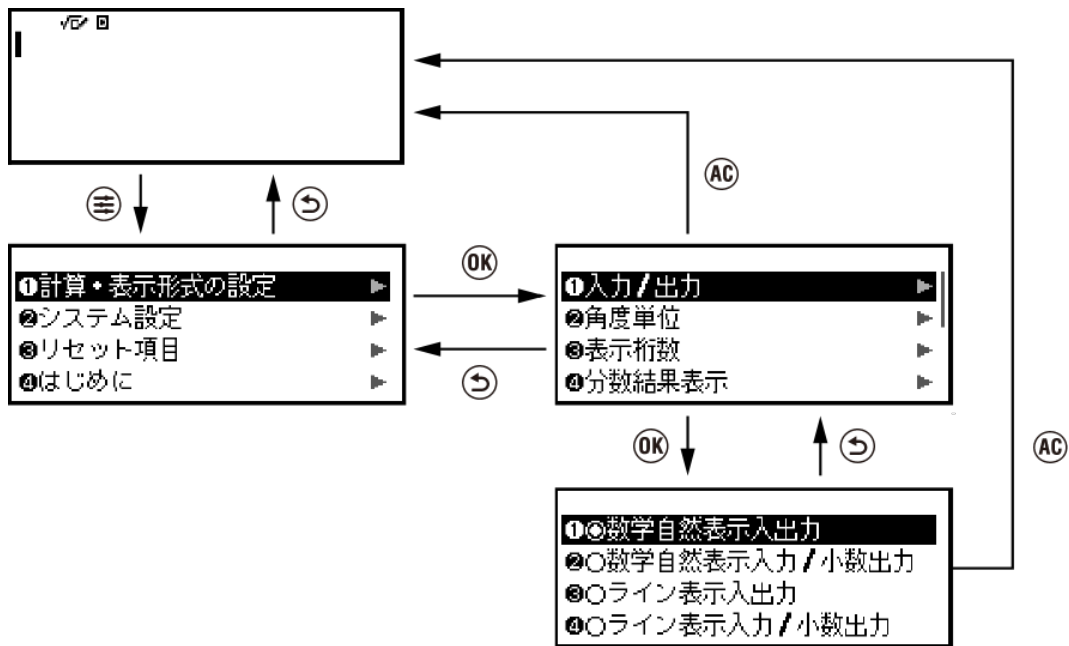 √▱/ D
OK
AC
❶計算・表示形式の設定
❷システム設定
❸リセット項目
❹はじめに
❶入力/出力
❷角度単位
❸表示桁数
❹分数結果表示
OK
AC
❶◉数学自然表示入出力
❷○数学自然表示入力/小数出力
❸○ライン表示入出力
❹○ライン表示入力/小数出力